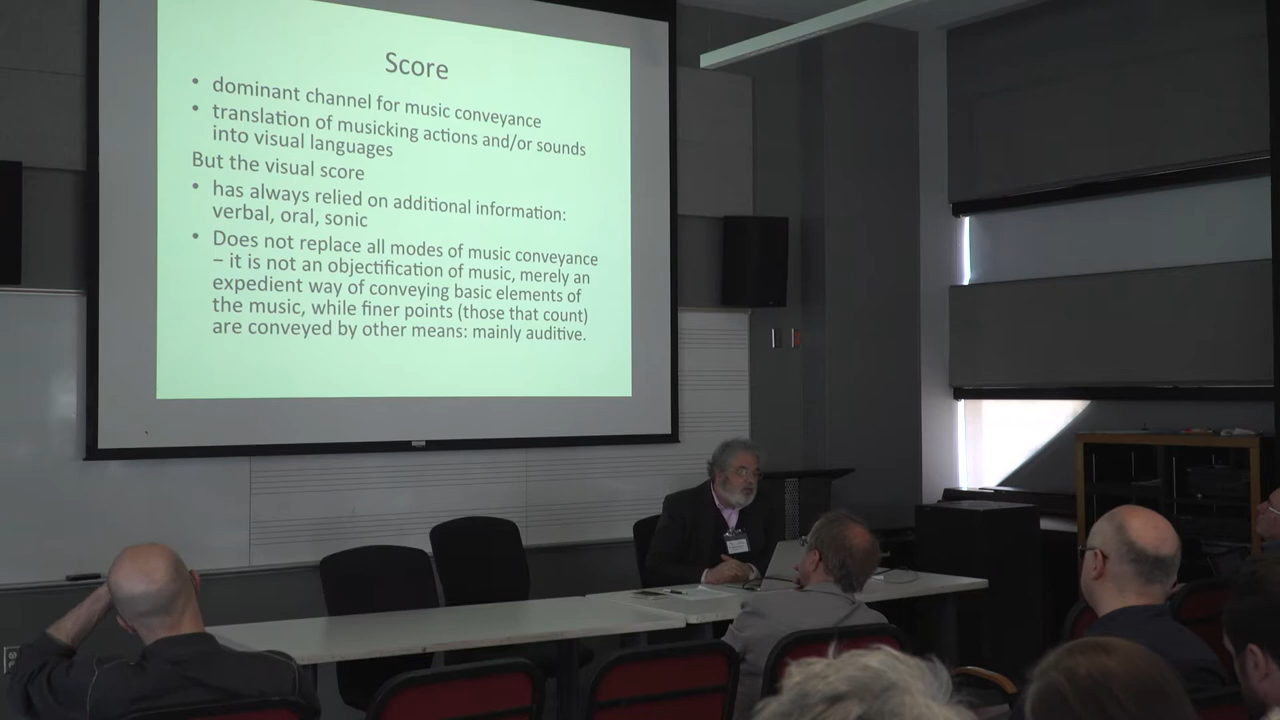 Score
• dominant channel for music conveyance
• translation of musicking actions and/or sounds
into visual languages
But the visual score
• has always relied on additional information:
verbal, oral, sonic
• Does not replace all modes of music conveyance
– it is not an objectification of music, merely an
expedient way of conveying basic elements of
the music, while finer points (those that count)
are conveyed by other means: mainly auditive.